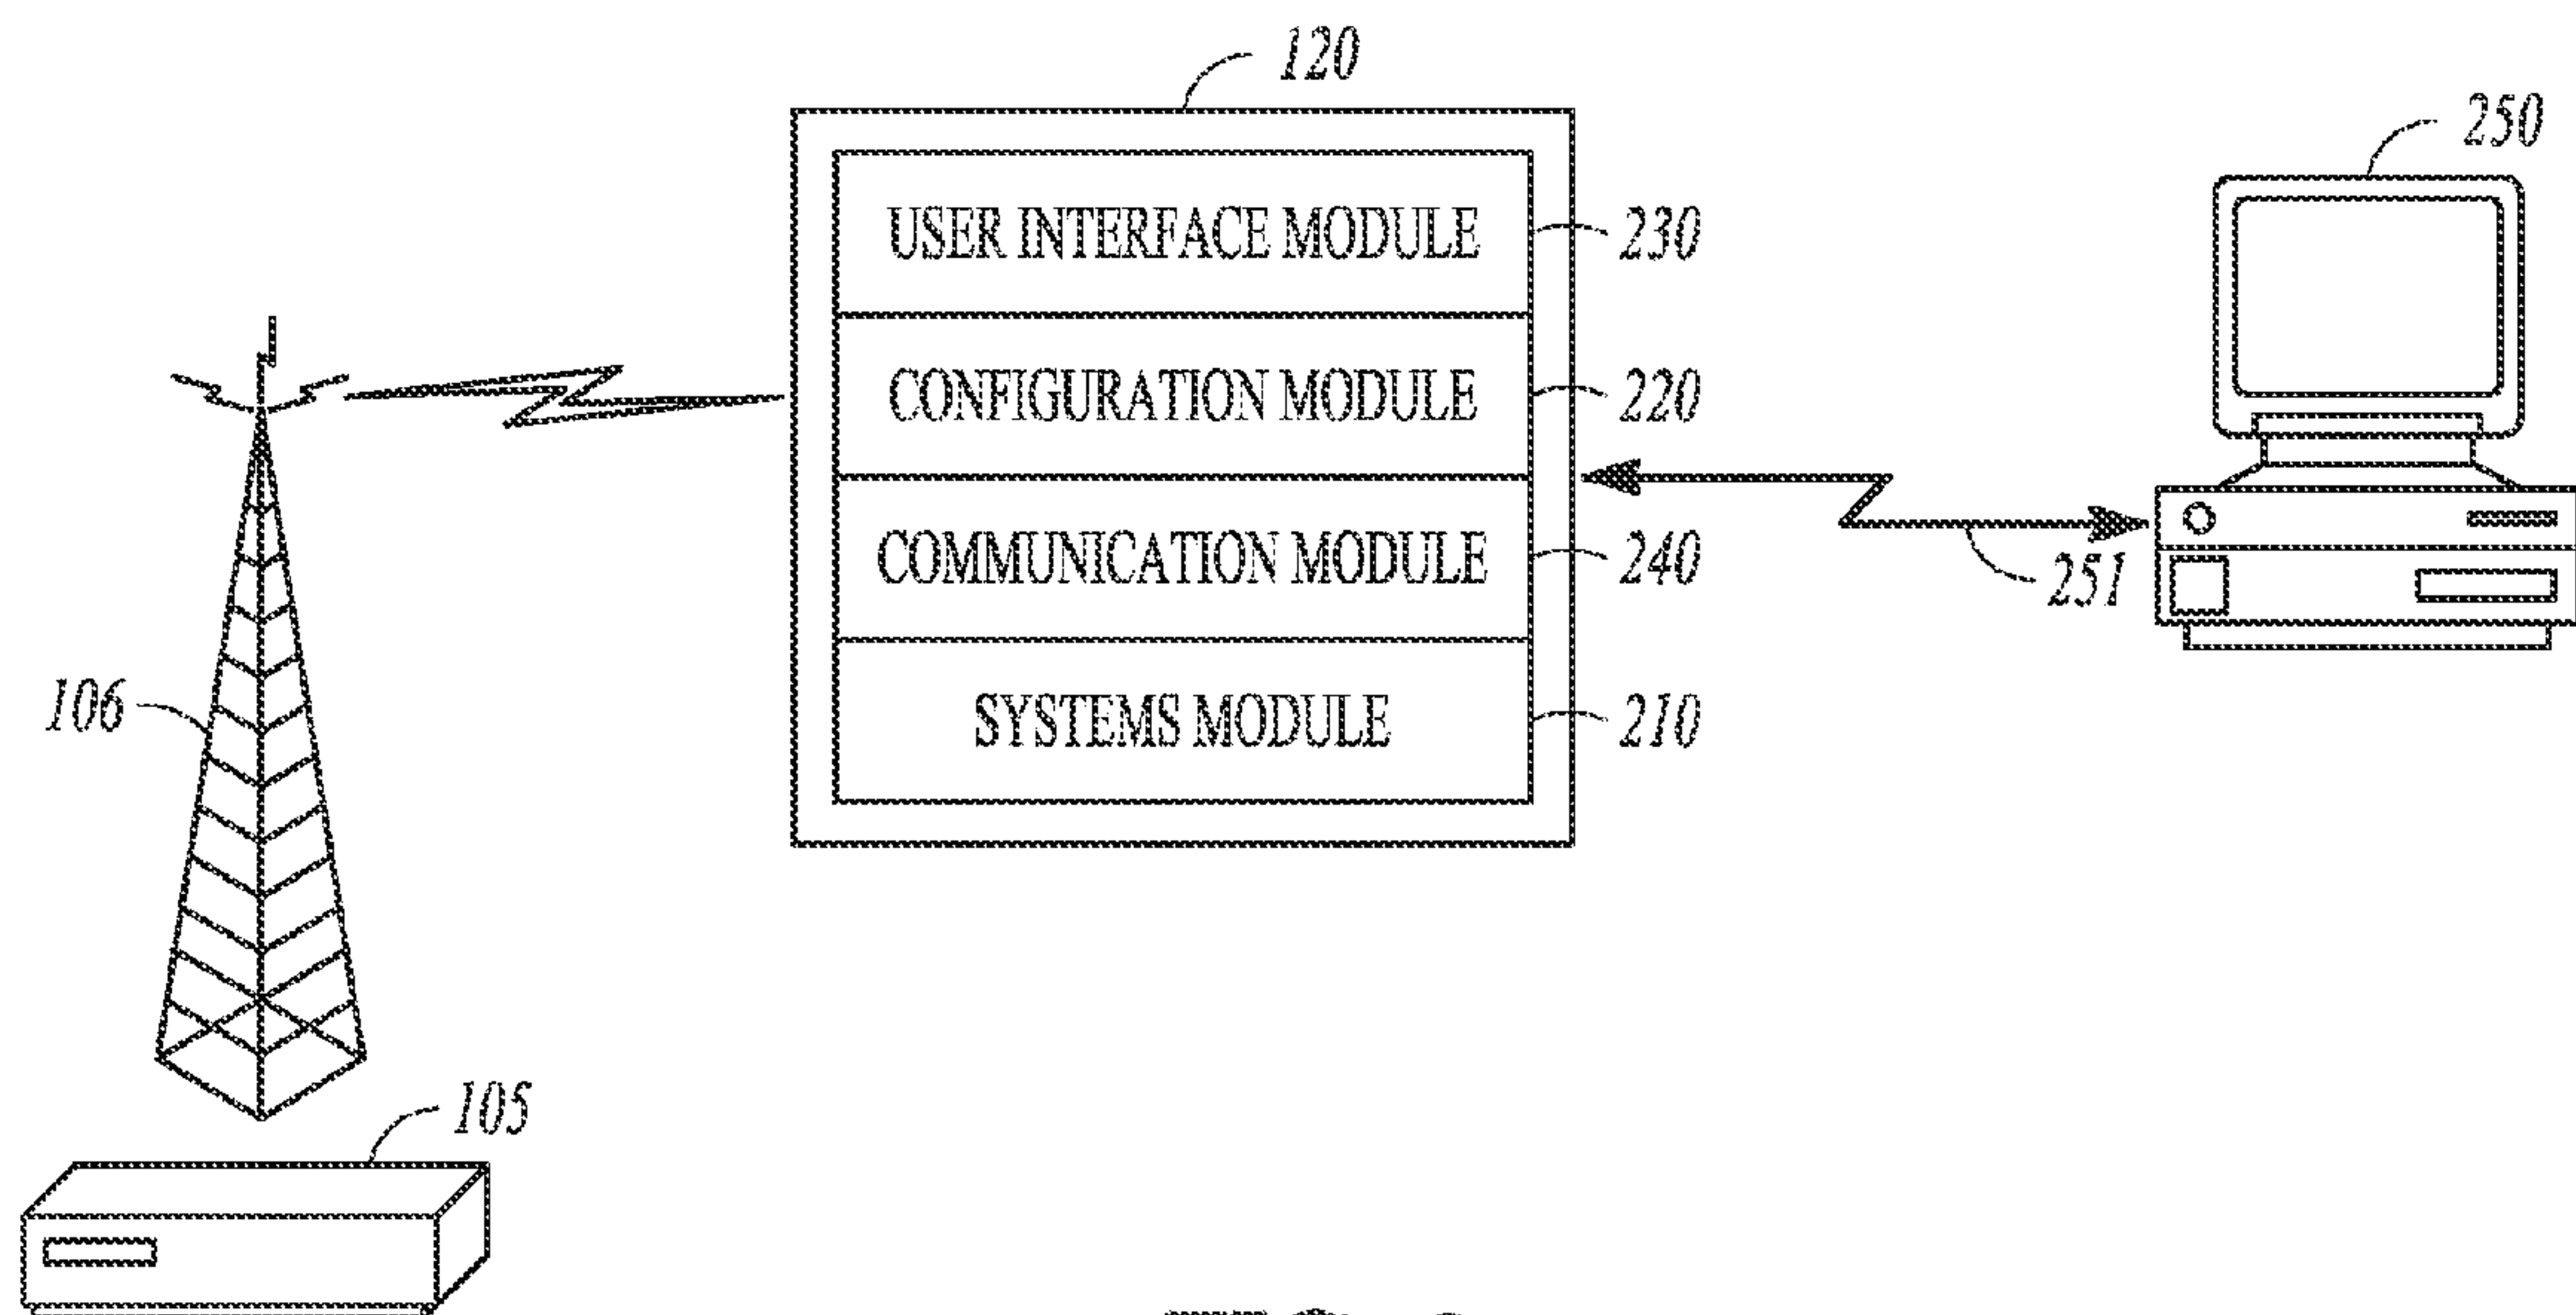 120
250
USER INTERFACE MODULE 230
CONFIGURATION MODULE 220
COMMUNICATION MODULE 240
251
106
SYSTEMS MODULE 210
105